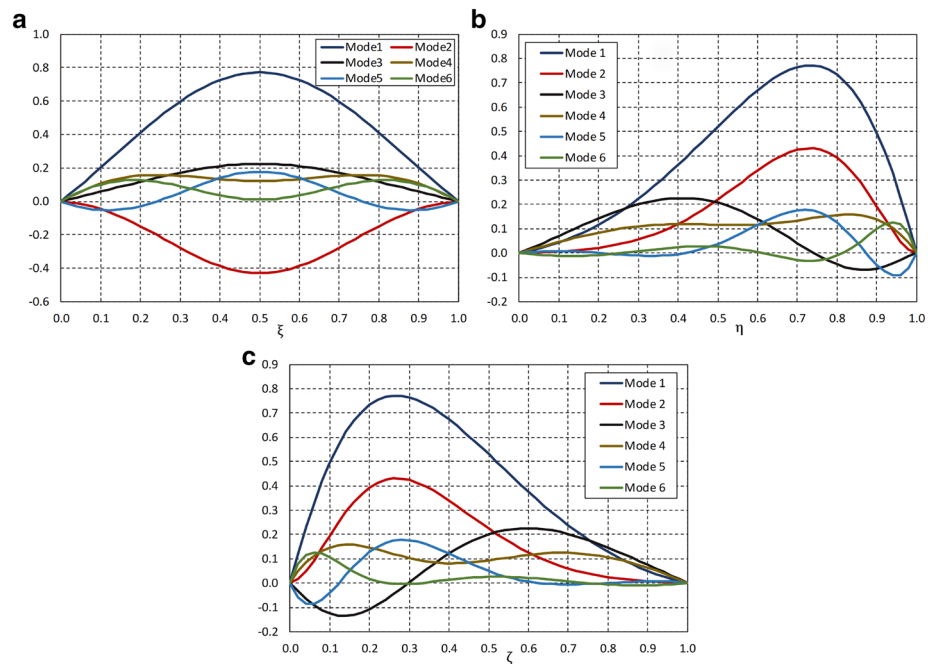 a
1.0
0.8
0.6
0.4
0.2
0.0
-0.2
-0.4
-0.6
0.0 0.1 0.2 0.3 0.4 0.5 0.6 0.7 0.8 0.9 1.0
ξ
Mode1 Mode2
Mode3 Mode4
Mode5 Mode6
b
0.9
0.8
0.7
0.6
0.5
0.4
0.3
0.2
0.1
0.0
-0.1
-0.2
0.0 0.1 0.2 0.3 0.4 0.5 0.6 0.7 0.8 0.9 1.0
η
Mode 1
Mode 2
Mode 3
Mode 4
Mode 5
Mode 6
c
0.9
0.8
0.7
0.6
0.5
0.4
0.3
0.2
0.1
0.0
-0.1
-0.2
0.0 0.1 0.2 0.3 0.4 0.5 0.6 0.7 0.8 0.9 1.0
ζ
Mode 1
Mode 2
Mode 3
Mode 4
Mode 5
Mode 6